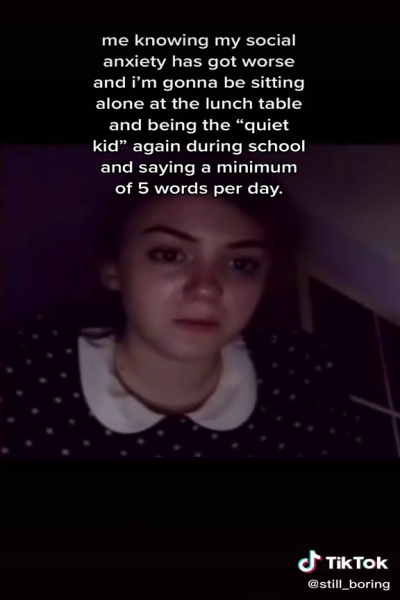 me knowing my social
anxiety has got worse
and i’m gonna be sitting
alone at the lunch table
and being the “quiet
kid” again during school
and saying a minimum
of 5 words per day.
TikTok
@still_boring